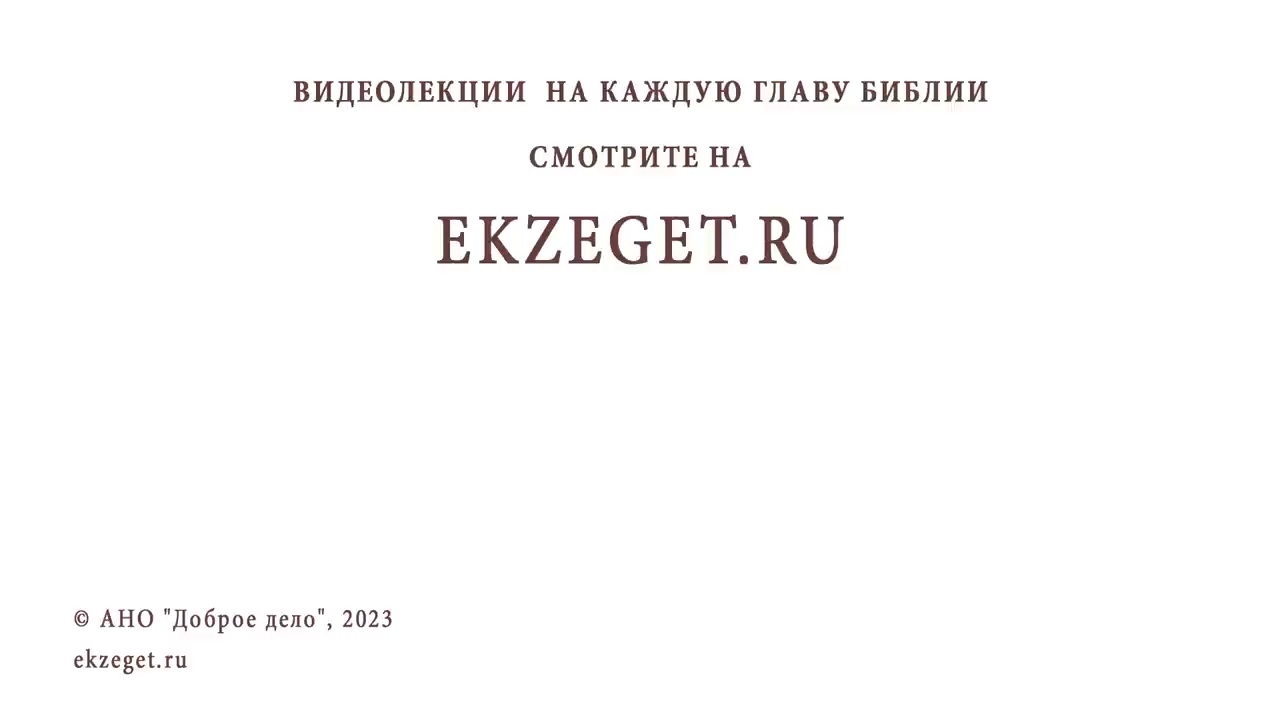 ВИДЕОЛЕКЦИИ НА КАЖДУЮ ГЛАВУ БИБЛИИ
СМОТРИТЕ НА
EKZEGET.RU
© АНО "Доброе дело", 2023
ekzeget.ru